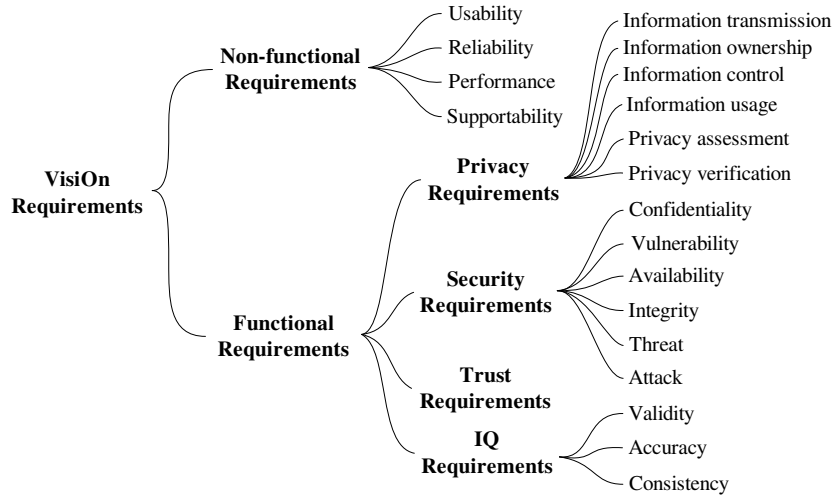 VisiOn
Requirements
Non-functional
Requirements
Usability
Reliability
Performance
Supportability
Functional
Requirements
Privacy
Requirements
Information transmission
Information ownership
Information control
Information usage
Privacy assessment
Privacy verification
Security
Requirements
Confidentiality
Vulnerability
Availability
Integrity
Threat
Attack
Trust
Requirements
IQ
Requirements
Validity
Accuracy
Consistency